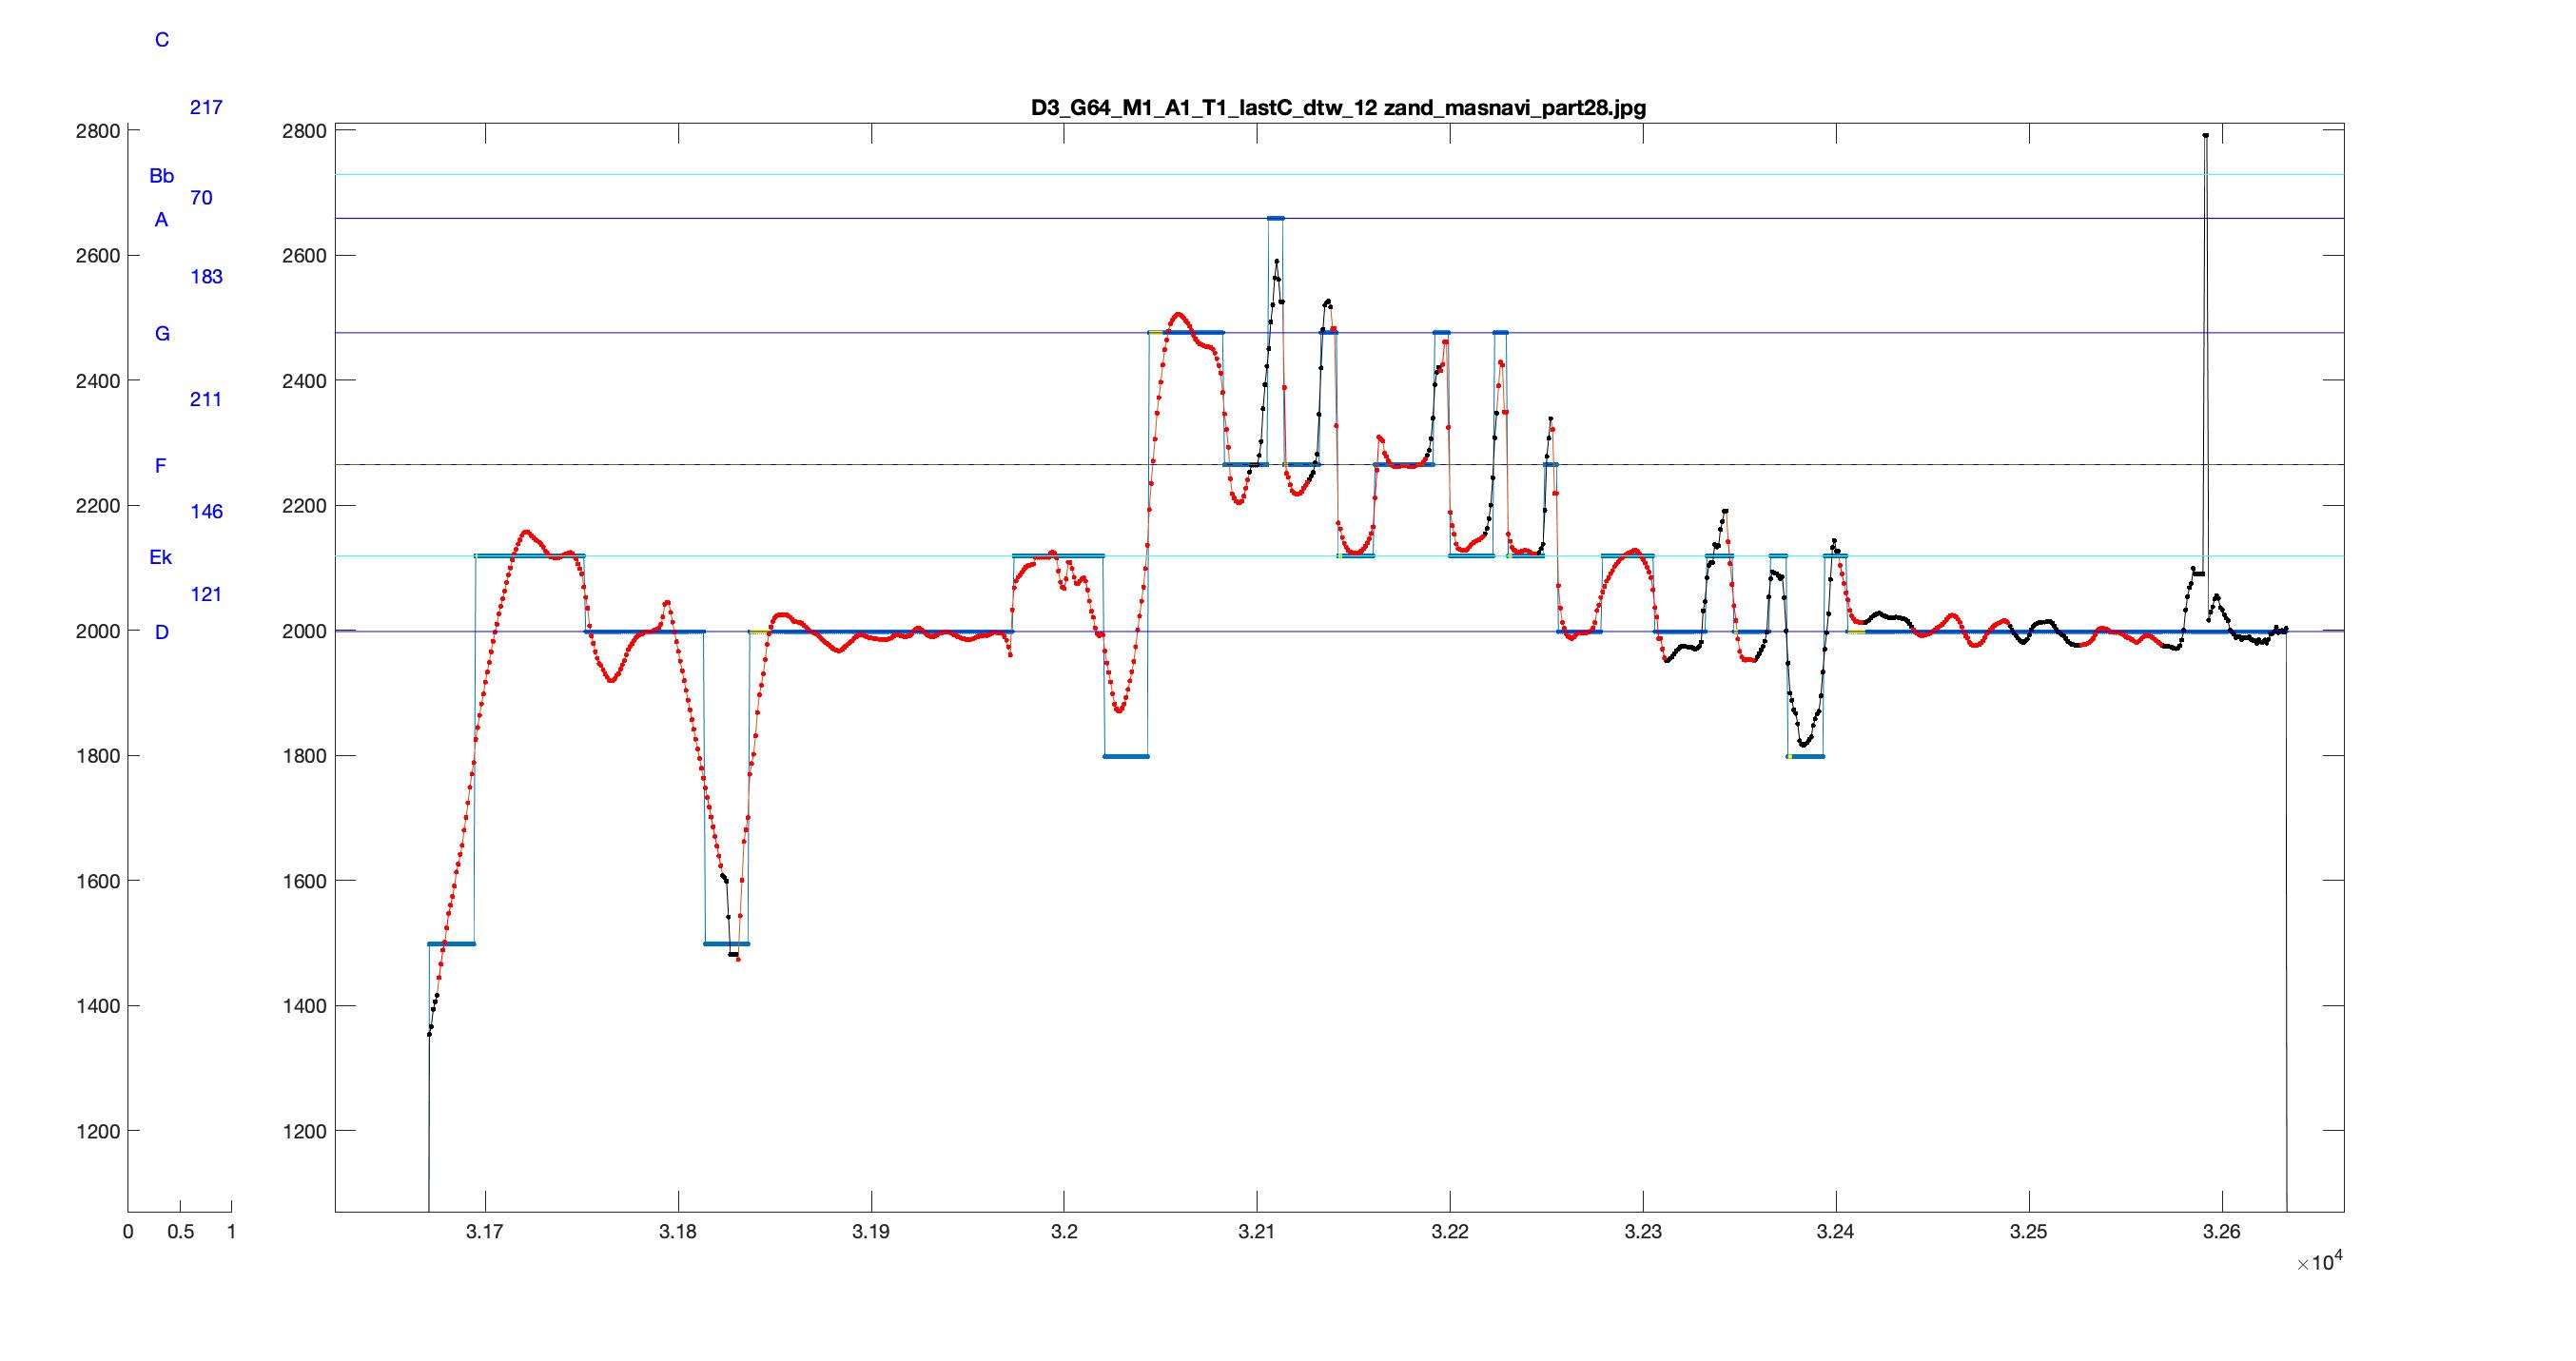 C
217
D3_G64_M1_A1_T1_lastC_dtw_12 zand_masnavi_part28.jpg
2800 2800
Bb
70
A
2600 183 2600
G
2400 211 2400
F
2200 146 2200
Ek
121
2000 D 2000
1800 1800
1600 1600
1400 1400
1200 1200
0 0.5 1 3.17 3.18 3.19 3.2 3.21 3.22 3.23 3.24 3.25 3.26
×10^4